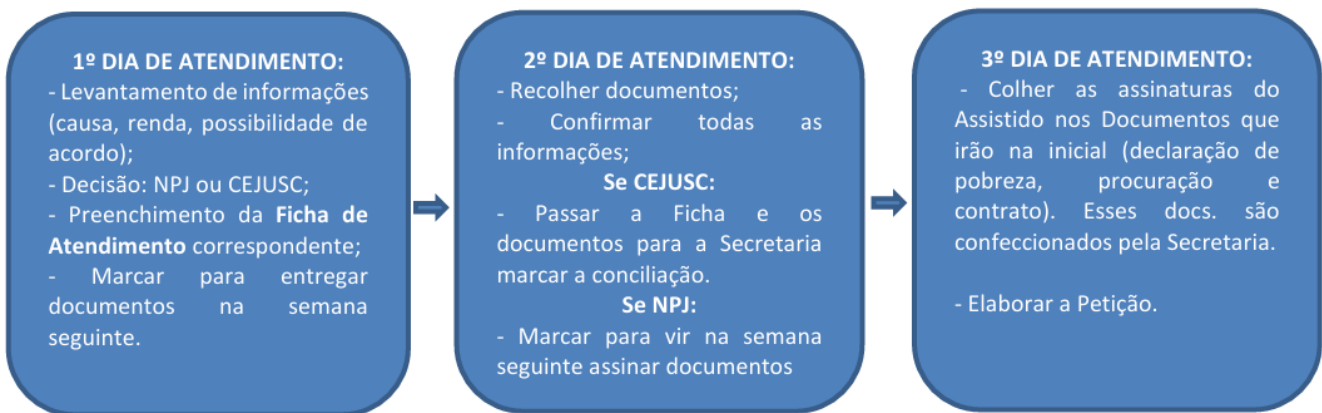 1º DIA DE ATENDIMENTO:
- Levantamento de informações
(causa, renda, possibilidade de
acordo);
- Decisão: NPJ ou CEJUSC;
- Preenchimento da Ficha de
Atendimento correspondente;
- Marcar para entregar
documentos na semana
seguinte.
2º DIA DE ATENDIMENTO:
- Recolher documentos;
- Confirmar todas as
informações;
Se CEJUSC:
- Passar a Ficha e os
documentos para a Secretaria
marcar a conciliação.
Se NPJ:
- Marcar para vir na semana
seguinte assinar documentos
3º DIA DE ATENDIMENTO:
- Colher as assinaturas do
Assistido nos Documentos que
irão na inicial (declaração de
pobreza, procuração e
contrato). Esses docs. são
confeccionados pela Secretaria.
- Elaborar a Petição.